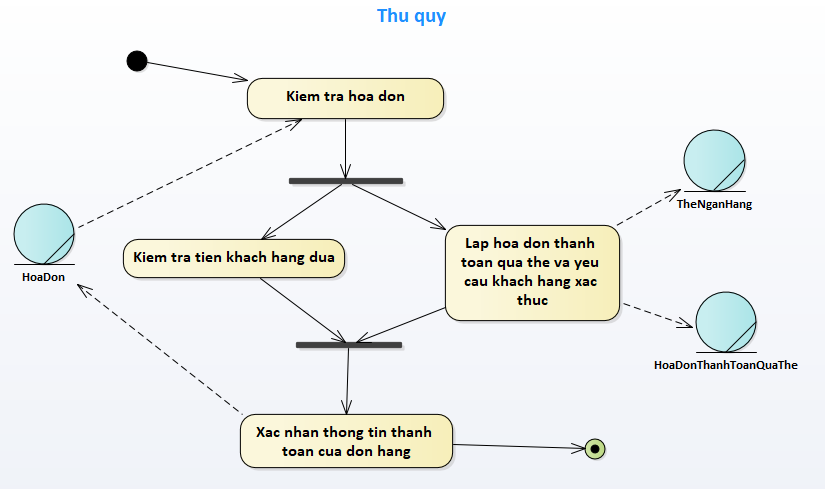 Thu quy
Kiem tra hoa don
TheNganHang
HoaDon
Kiem tra tien khach hang dua
Lap hoa don thanh
toan qua the va yeu
cau khach hang xac
thuc
HoaDonThanhToanQuaThe
Xac nhan thong tin thanh
toan cua don hang